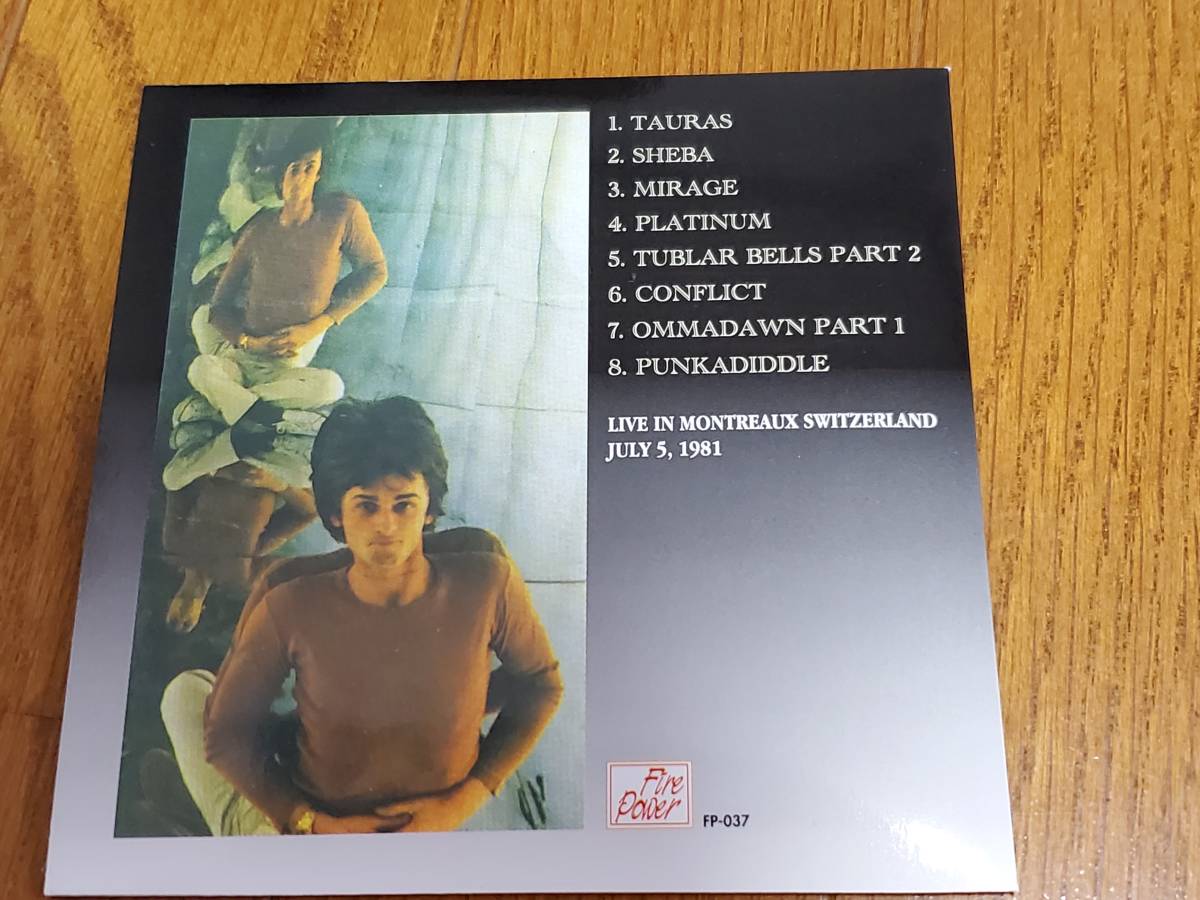 1. TAURAS
2. SHEBA
3. MIRAGE
4. PLATINUM
5. TUBLAR BELLS PART 2
6. CONFLICT
7. OMMADAWN PART 1
8. PUNKADIDDLE
LIVE IN MONTREAUX SWITZERLAND
JULY 5, 1981
Fire
Power
FP-037